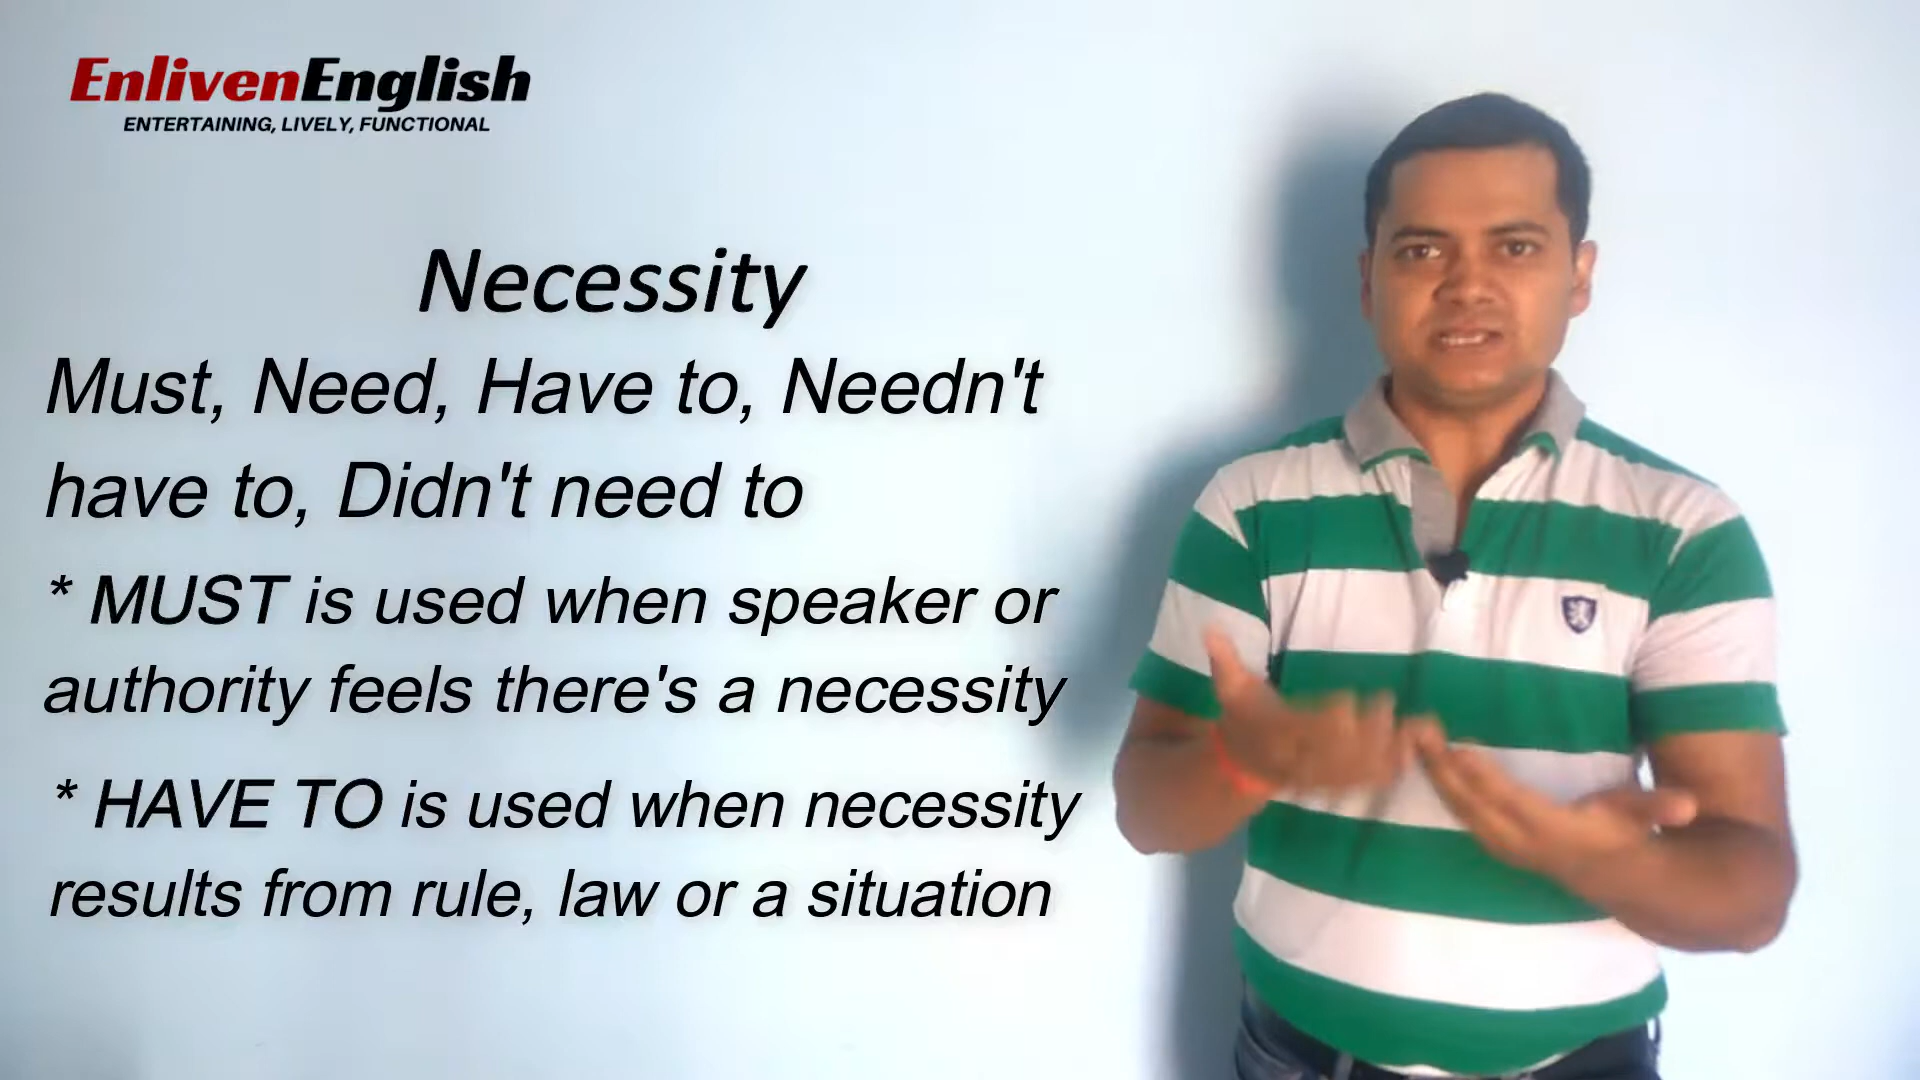 EnlivenEnglish
ENTERTAINING, LIVELY, FUNCTIONAL
Necessity
Must, Need, Have to, Needn't
have to, Didn't need to
* MUST is used when speaker or
authority feels there's a necessity
* HAVE TO is used when necessity
results from rule, law or a situation